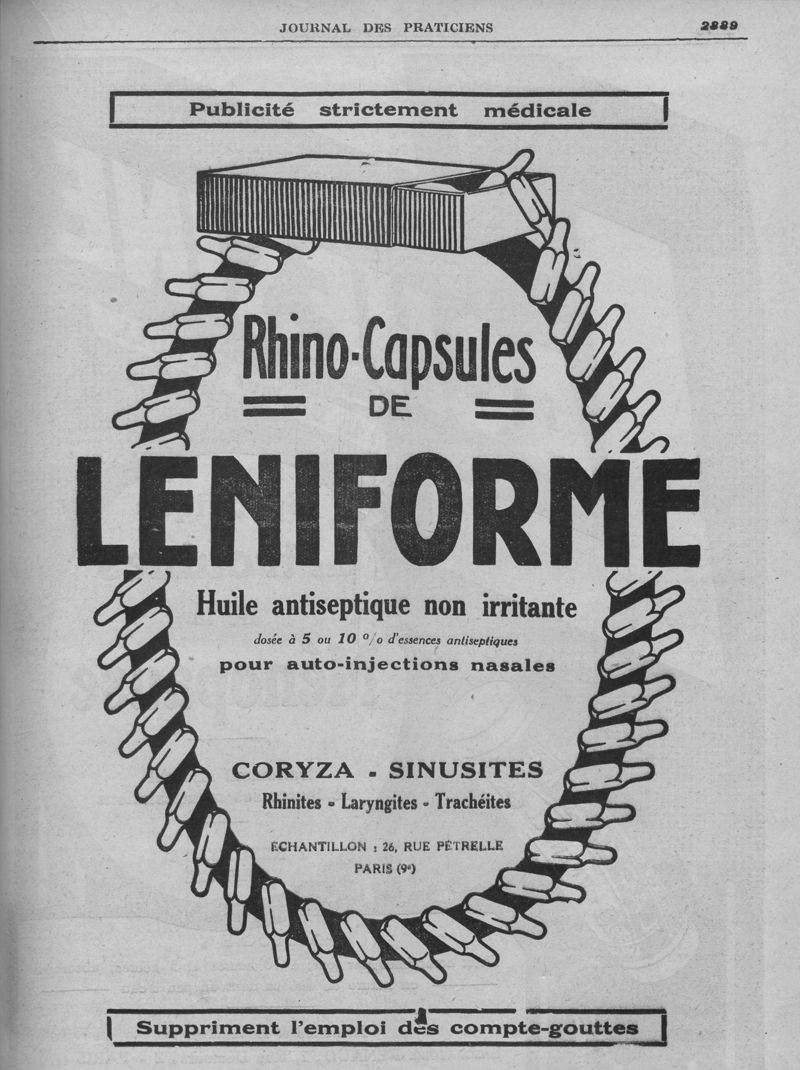 JOURNAL DES PRATICIENS 2889
Publicité strictement médicale
Rhino-Capsules
DE
LENIFORME
Huile antiseptique non irritante
dosée à 5 ou 10 º/o d'essences antiseptiques
pour auto-injections nasales
CORYZA - SINUSITES
Rhinites - Laryngites - Trachéites
ECHANTILLON : 26, RUE PÉTRELLE
PARIS (9e)
Suppriment l'emploi des compte-gouttes